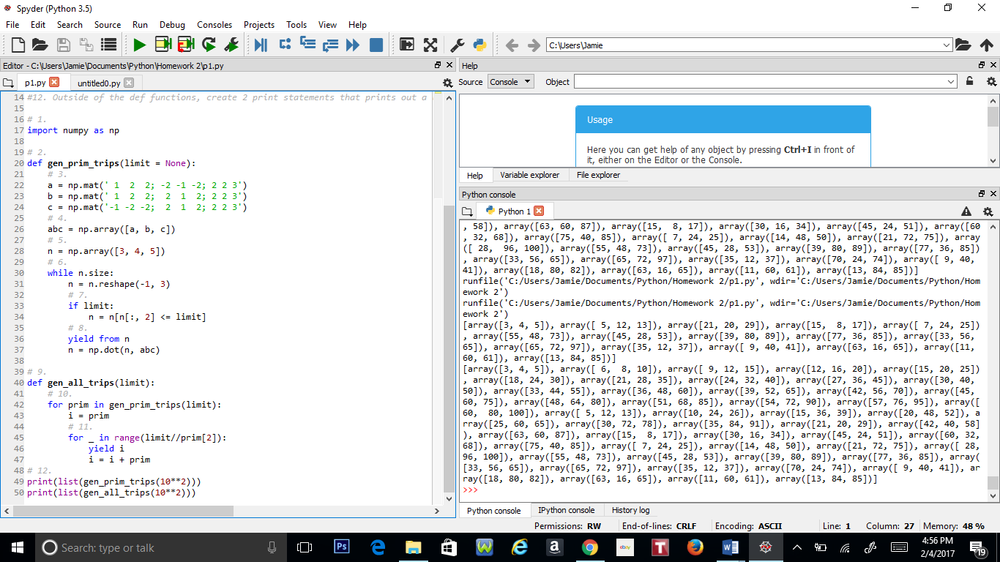 Spyder (Python 3.5)
File Edit Search Source Run Debug Consoles Projects Tools View Help
C:\Users\Jamie
Editor - C:\Users\Jamie\Documents\Python\Homework 2\p1.py
p1.py untitled0.py
14 #12. Outside of the def functions, create 2 print statements that prints out a
15
16 # 1.
17 import numpy as np
18
19 # 2.
20 def gen_prim_trips(limit = None):
21     # 3.
22     a = np.mat(' 1  2  2; -2 -1 -2; 2 2 3')
23     b = np.mat(' 1  2  2;  2  1  2; 2 2 3')
24     c = np.mat('-1 -2 -2;  2  1  2; 2 2 3')
25     # 4.
26     abc = np.array([a, b, c])
27     # 5.
28     n = np.array([3, 4, 5])
29     # 6.
30     while n.size:
31         n = n.reshape(-1, 3)
32         # 7.
33         if limit:
34             n = n[n[:, 2] <= limit]
35         # 8.
36         yield from n
37         n = np.dot(n, abc)
38
39 # 9.
40 def gen_all_trips(limit):
41     # 10.
42     for prim in gen_prim_trips(limit):
43         i = prim
44         # 11.
45         for _ in range(limit//prim[2]):
46             yield i
47             i = i + prim
48 # 12.
49 print(list(gen_prim_trips(10**2)))
50 print(list(gen_all_trips(10**2)))
Help
Source Console Object
Usage
Here you can get help of any object by pressing Ctrl+I in front of
it, either on the Editor or the Console.
Help Variable explorer File explorer
Python console
Python 1
, 58]), array([63, 60, 87]), array([15,  8, 17]), array([30, 16, 34]), array([45, 24, 51]), array([60
, 32, 68]), array([75, 40, 85]), array([ 7, 24, 25]), array([14, 48, 50]), array([21, 72, 75]), array
([ 28,  96, 100]), array([55, 48, 73]), array([45, 28, 53]), array([39, 80, 89]), array([77, 36, 85])
, array([33, 56, 65]), array([65, 72, 97]), array([35, 12, 37]), array([70, 24, 74]), array([ 9, 40,
41]), array([18, 80, 82]), array([63, 16, 65]), array([11, 60, 61]), array([13, 84, 85])]
runfile('C:/Users/Jamie/Documents/Python/Homework 2/p1.py', wdir='C:/Users/Jamie/Documents/Python/Hom
ework 2')
runfile('C:/Users/Jamie/Documents/Python/Homework 2/p1.py', wdir='C:/Users/Jamie/Documents/Python/Hom
ework 2')
[array([3, 4, 5]), array([ 5, 12, 13]), array([21, 20, 29]), array([15,  8, 17]), array([ 7, 24, 25])
, array([55, 48, 73]), array([45, 28, 53]), array([39, 80, 89]), array([77, 36, 85]), array([33, 56,
65]), array([65, 72, 97]), array([35, 12, 37]), array([ 9, 40, 41]), array([63, 16, 65]), array([11,
60, 61]), array([13, 84, 85])]
[array([3, 4, 5]), array([ 6,  8, 10]), array([ 9, 12, 15]), array([12, 16, 20]), array([15, 20, 25])
, array([18, 24, 30]), array([21, 28, 35]), array([24, 32, 40]), array([27, 36, 45]), array([30, 40,
50]), array([33, 44, 55]), array([36, 48, 60]), array([39, 52, 65]), array([42, 56, 70]), array([45,
60, 75]), array([48, 64, 80]), array([51, 68, 85]), array([54, 72, 90]), array([57, 76, 95]), array([
60,  80, 100]), array([ 5, 12, 13]), array([10, 24, 26]), array([15, 36, 39]), array([20, 48, 52]), a
rray([25, 60, 65]), array([30, 72, 78]), array([35, 84, 91]), array([21, 20, 29]), array([42, 40, 58]
), array([63, 60, 87]), array([15,  8, 17]), array([30, 16, 34]), array([45, 24, 51]), array([60, 32,
68]), array([75, 40, 85]), array([ 7, 24, 25]), array([14, 48, 50]), array([21, 72, 75]), array([ 28,
96, 100]), array([55, 48, 73]), array([45, 28, 53]), array([39, 80, 89]), array([77, 36, 85]), array(
[33, 56, 65]), array([65, 72, 97]), array([35, 12, 37]), array([70, 24, 74]), array([ 9, 40, 41]), ar
ray([18, 80, 82]), array([63, 16, 65]), array([11, 60, 61]), array([13, 84, 85])]
>>>
Python console IPython console History log
Permissions: RW End-of-lines: CRLF Encoding: ASCII Line: 1 Column: 27 Memory: 48 %
Search: type or talk
Ps
ebay
4:56 PM
2/4/2017
19